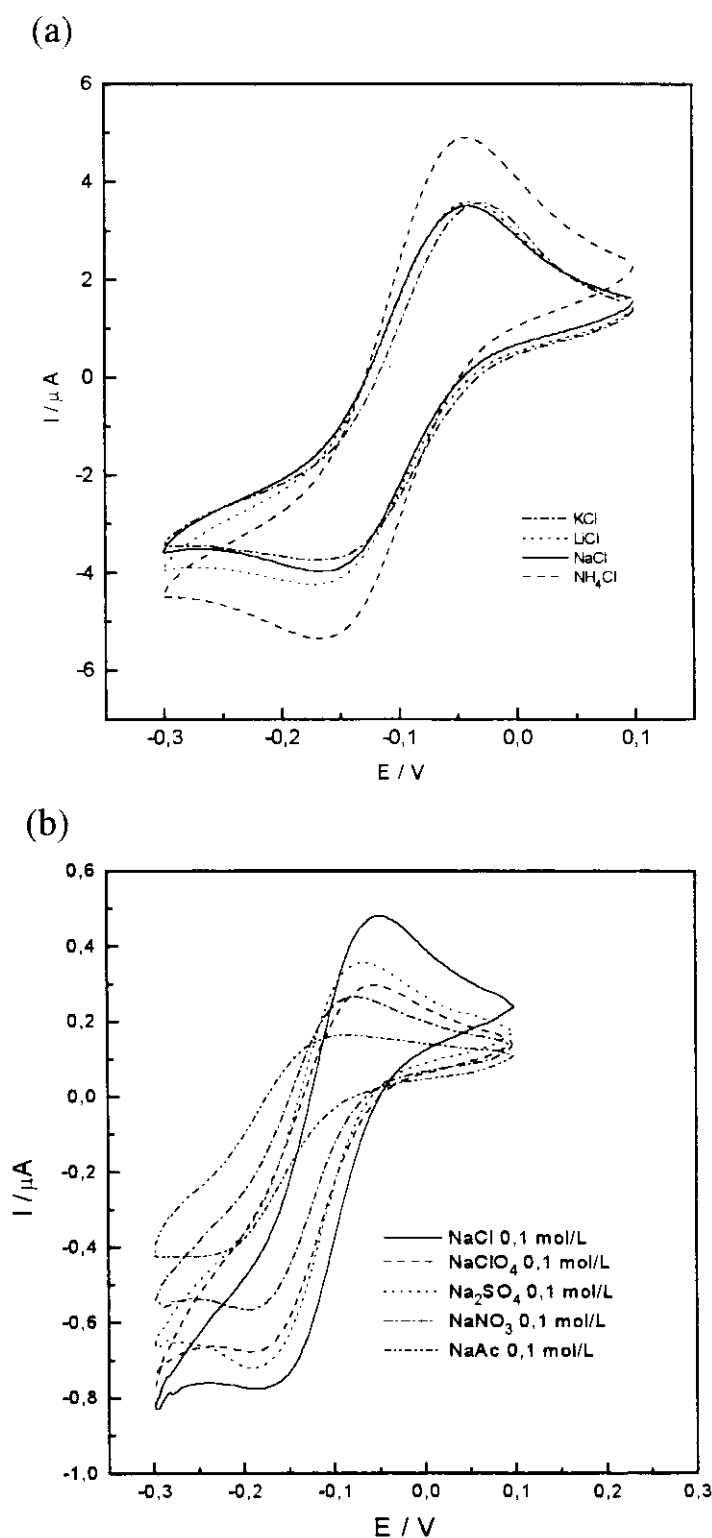 (a)
6
4
2
0
-2
-4
-6
I / μA
KCl
LiCl
NaCl
NH₄Cl
-0,3 -0,2 -0,1 0,0 0,1
E / V
(b)
0,6
0,4
0,2
0,0
-0,2
-0,4
-0,6
-0,8
-1,0
I / μA
NaCl 0,1 mol/L
NaClO₄ 0,1 mol/L
Na₂SO₄ 0,1 mol/L
NaNO₃ 0,1 mol/L
NaAc 0,1 mol/L
-0,3 -0,2 -0,1 0,0 0,1 0,2 0,3
E / V